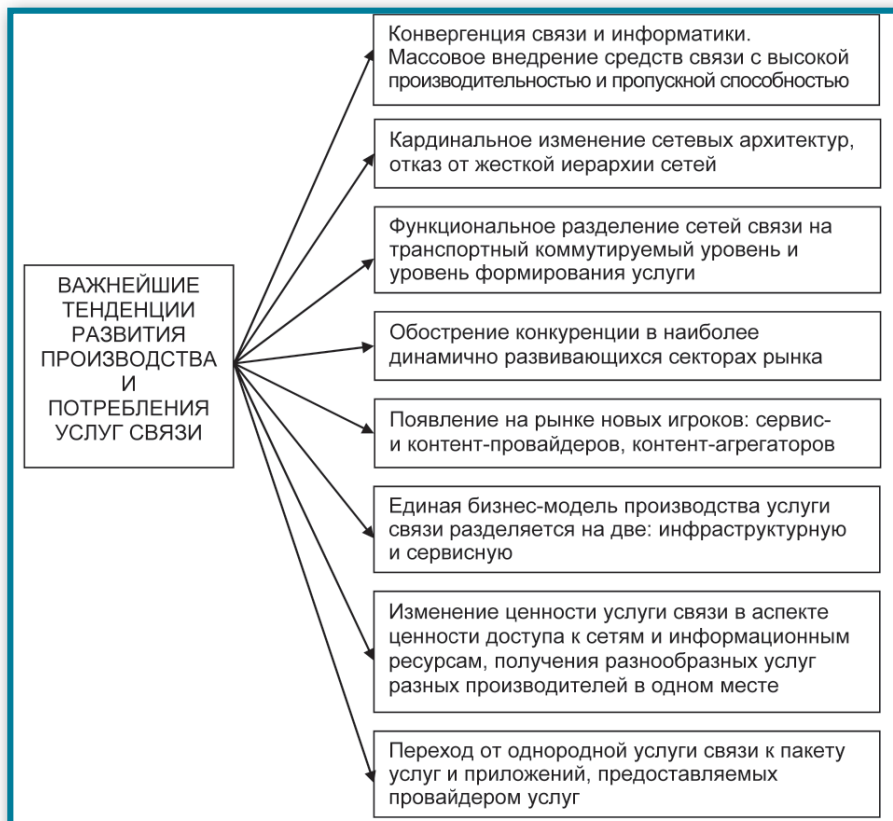 ВАЖНЕЙШИЕ
ТЕНДЕНЦИИ
РАЗВИТИЯ
ПРОИЗВОДСТВА
И
ПОТРЕБЛЕНИЯ
УСЛУГ СВЯЗИ
Конвергенция связи и информатики.
Массовое внедрение средств связи с высокой
производительностью и пропускной способностью
Кардинальное изменение сетевых архитектур,
отказ от жесткой иерархии сетей
Функциональное разделение сетей связи на
транспортный коммутируемый уровень и
уровень формирования услуги
Обострение конкуренции в наиболее
динамично развивающихся секторах рынка
Появление на рынке новых игроков: сервис-
и контент-провайдеров, контент-агрегаторов
Единая бизнес-модель производства услуги
связи разделяется на две: инфраструктурную
и сервисную
Изменение ценности услуги связи в аспекте
ценности доступа к сетям и информационным
ресурсам, получения разнообразных услуг
разных производителей в одном месте
Переход от однородной услуги связи к пакету
услуг и приложений, предоставляемых
провайдером услуг